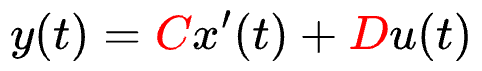 y(t) = Cx′(t) + Du(t)